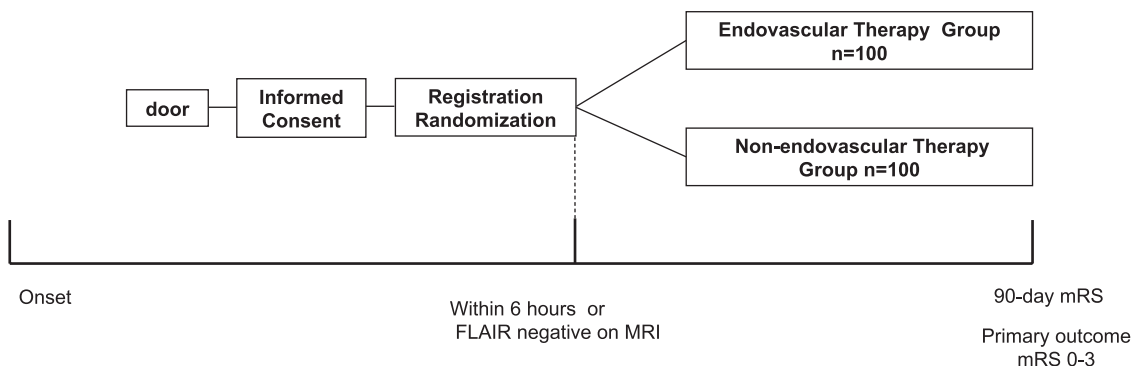 Endovascular Therapy Group
n=100
door
Informed
Consent
Registration
Randomization
Non-endovascular Therapy
Group n=100
Onset
Within 6 hours or
FLAIR negative on MRI
90-day mRS
Primary outcome
mRS 0-3